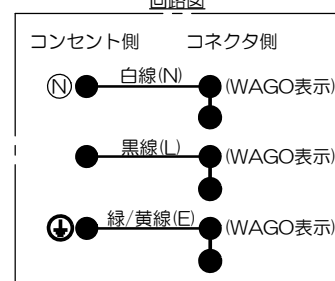 回路図
コンセント側 コネクタ側
N 白線(N) (WAGO表示)
黒線(L) (WAGO表示)
緑/黄線(E) (WAGO表示)